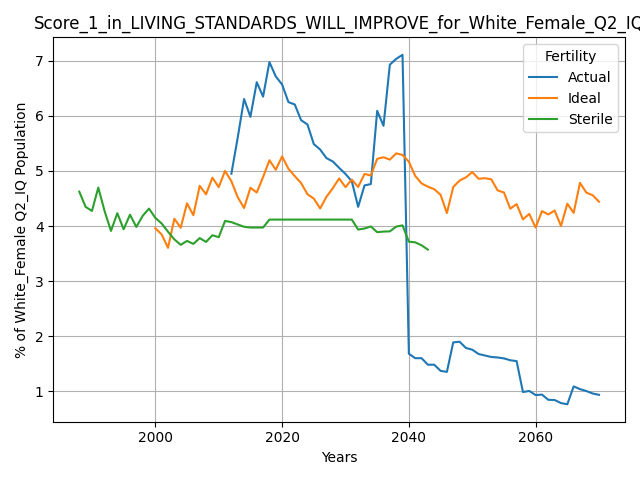 Score_1_in_LIVING_STANDARDS_WILL_IMPROVE_for_White_Female_Q2_IQ
Fertility
Actual
Ideal
Sterile
% of White_Female Q2_IQ Population
7
6
5
4
3
2
1
2000 2020 2040 2060
Years